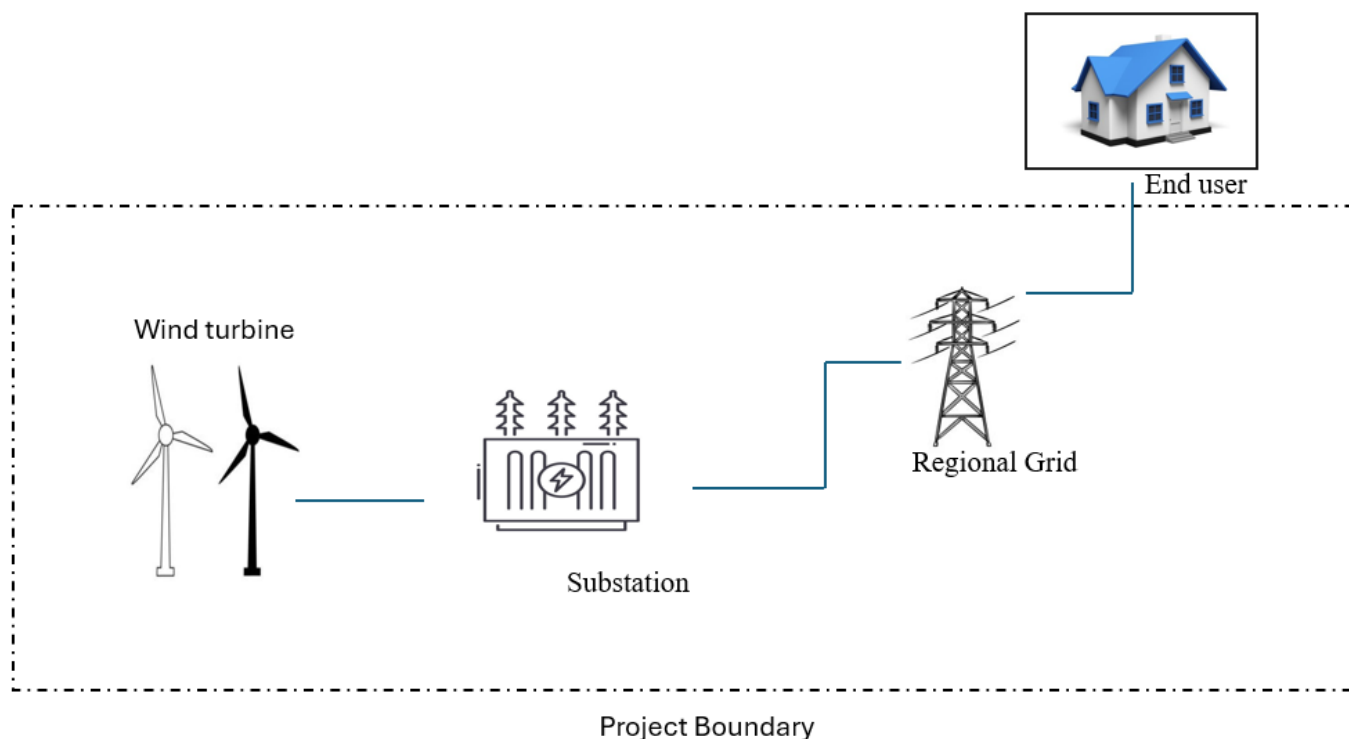 End user
Wind turbine
Regional Grid
Substation
Project Boundary